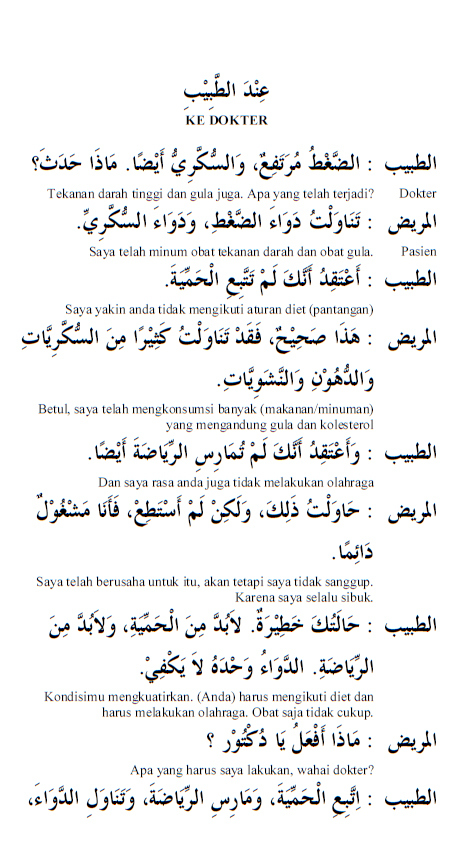 عِنْدَ الطَّبِيْبِ
KE DOKTER
الطبيب : الضَّغْطُ مُرْتَفِعٌ، وَالسُّكَّرِيُّ أَيْضًا. مَاذَا حَدَثَ؟
Tekanan darah tinggi dan gula juga. Apa yang telah terjadi? Dokter
المريض : تَنَاوَلْتُ دَوَاءَ الضَّغْطِ، وَدَوَاءَ السُّكَّرِيِّ.
Saya telah minum obat tekanan darah dan obat gula. Pasien
الطبيب : أَعْتَقِدُ أَنَّكَ لَمْ تَتَّبِعِ الْحَمِّيَةَ.
Saya yakin anda tidak mengikuti aturan diet (pantangan)
المريض : هَذَا صَحِيْحٌ، فَقَدْ تَنَاوَلْتُ كَثِيْرًا مِنَ السُّكَّرِيَّاتِ
وَالدُّهُوْنِ وَالنَّشَوِيَّاتِ.
Betul, saya telah mengkonsumsi banyak (makanan/minuman)
yang mengandung gula dan kolesterol
الطبيب : وَأَعْتَقِدُ أَنَّكَ لَمْ تُمَارِسِ الرِّيَاضَةَ أَيْضًا.
Dan saya rasa anda juga tidak melakukan olahraga
المريض : حَاوَلْتُ ذَلِكَ، وَلَكِنْ لَمْ أَسْتَطِعْ، فَأَنَا مَشْغُوْلٌ
دَائِمًا.
Saya telah berusaha untuk itu, akan tetapi saya tidak sanggup.
Karena saya selalu sibuk.
الطبيب : حَالَتُكَ خَطِيْرَةٌ. لاَبُدَّ مِنَ الْحَمِّيَةِ، وَلاَبُدَّ مِنَ
الرِّيَاضَةِ. الدَّوَاءُ وَحْدَهُ لاَ يَكْفِيْ.
Kondisimu mengkuatirkan. (Anda) harus mengikuti diet dan
harus melakukan olahraga. Obat saja tidak cukup.
المريض : مَاذَا أَفْعَلُ يَا دُكْتُوْر ؟
Apa yang harus saya lakukan, wahai dokter?
الطبيب : اِتَّبِعِ الْحَمِّيَةَ، وَمَارِسِ الرِّيَاضَةَ، وَتَنَاوَلِ الدَّوَاءَ،